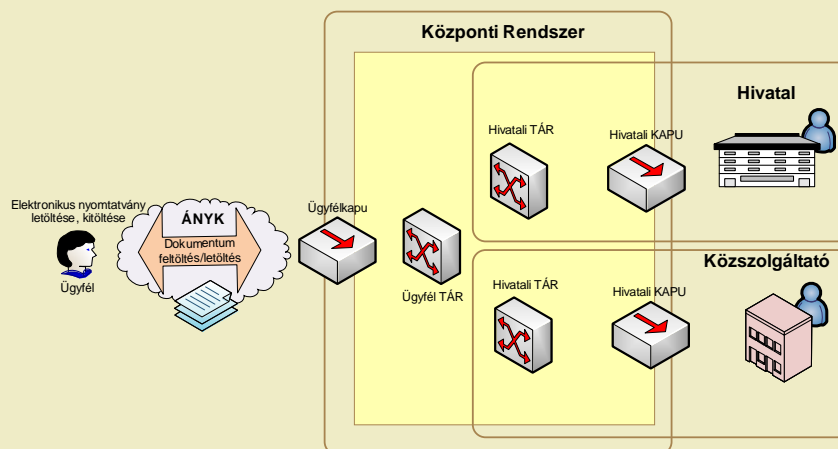 Központi Rendszer
Hivatal
Hivatali TÁR
Hivatali KAPU
Elektronikus nyomtatvány
letöltése, kitöltése
ÁNYK
Dokumentum
feltöltés/letöltés
Ügyfél
Ügyfélkapu
Ügyfél TÁR
Közszolgáltató
Hivatali TÁR
Hivatali KAPU